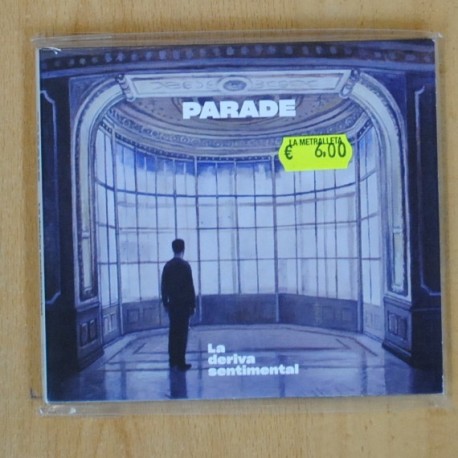 PARADE
LA METRALLETA
€ 6,00
La
deriva
sentimental